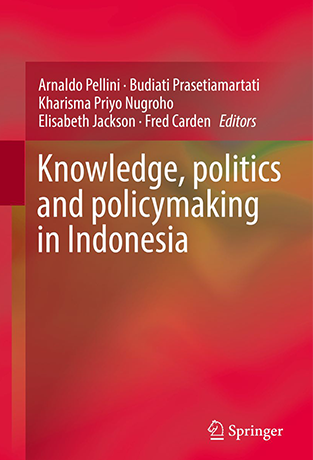 Arnaldo Pellini · Budiati Prasetiamartati
Kharisma Priyo Nugroho
Elisabeth Jackson · Fred Carden Editors
Knowledge, politics
and policymaking
in Indonesia
Springer